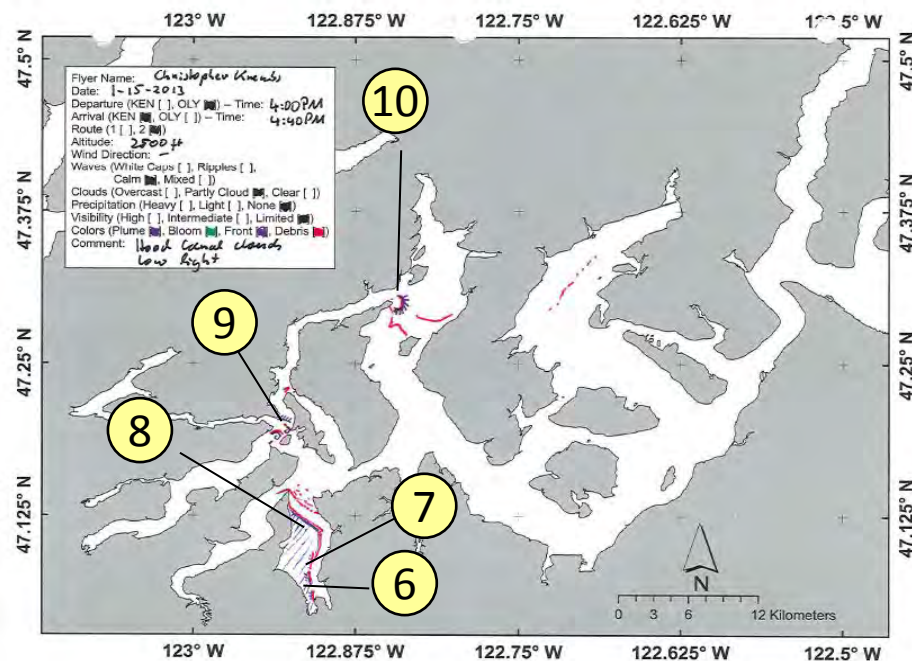 123° W 122.875° W 122.75° W 122.625° W 122.5° W
47.5° N 47.5° N
Flyer Name: Christopher Krembs
Date: 1-15-2013
Departure (KEN [ ], OLY [ ]) – Time: 4:00PM
Arrival (KEN [ ], OLY [ ]) – Time: 4:40PM
Route (1 [ ], 2 [ ])
Altitude: 2500 ft
Wind Direction: –
Waves (White Caps [ ], Ripples [ ],
Calm [ ], Mixed [ ])
Clouds (Overcast [ ], Partly Cloud [ ], Clear [ ])
Precipitation (Heavy [ ], Light [ ], None [ ])
Visibility (High [ ], Intermediate [ ], Limited [ ])
Colors (Plume [ ], Bloom [ ], Front [ ], Debris [ ])
Comment: Hood Canal clouds
low light
10
47.375° N 47.375° N
9
47.25° N 47.25° N
8
7
47.125° N 47.125° N
6
N
0 3 6 12 Kilometers
123° W 122.875° W 122.75° W 122.625° W 122.5° W